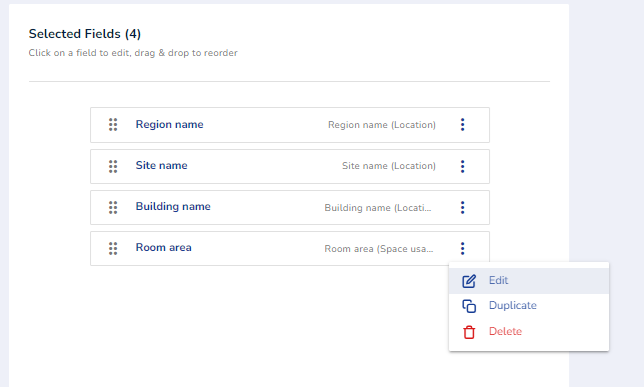 Selected Fields (4)
Click on a field to edit, drag & drop to reorder
Region name Region name (Location)
Site name Site name (Location)
Building name Building name (Locati...
Room area Room area (Space usa...
Edit
Duplicate
Delete